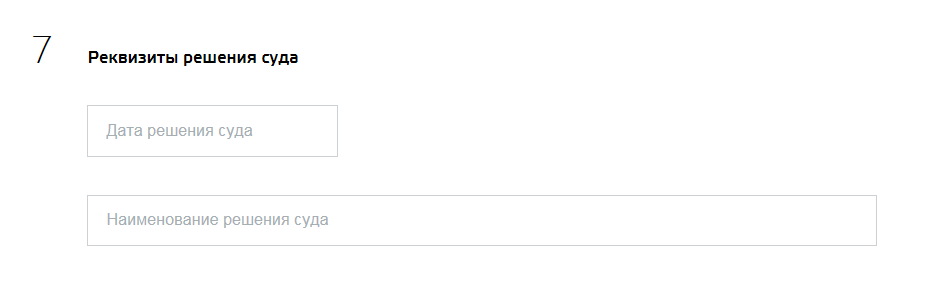 7
Реквизиты решения суда
Дата решения суда
Наименование решения суда